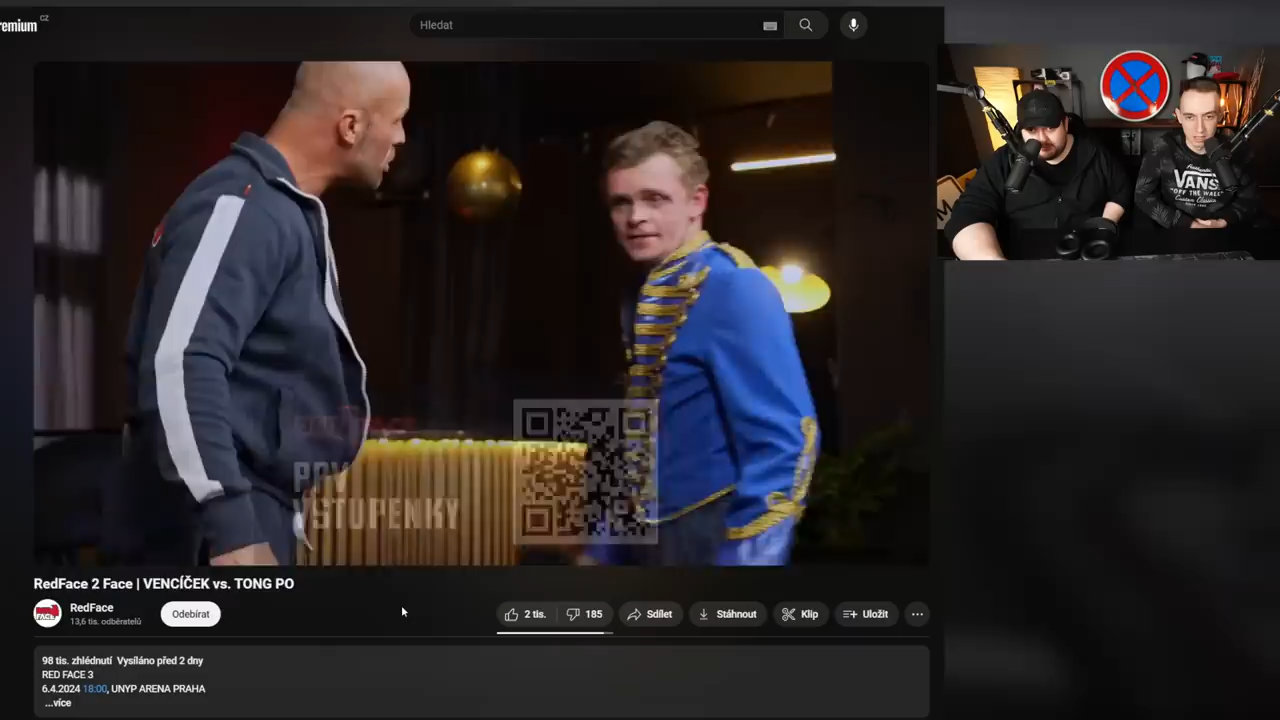 remium CZ
Hledat
VANS
"OFF THE WALL"
PPV
VSTUPENKY
RedFace 2 Face | VENCÍČEK vs. TONG PO
RedFace
13,6 tis. odběratelů
Odebírat
2 tis.
185
Sdílet
Stáhnout
Klip
Uložit
98 tis. zhlédnutí Vysíláno před 2 dny
RED FACE 3
6.4.2024 18:00, UNYP ARENA PRAHA
...více